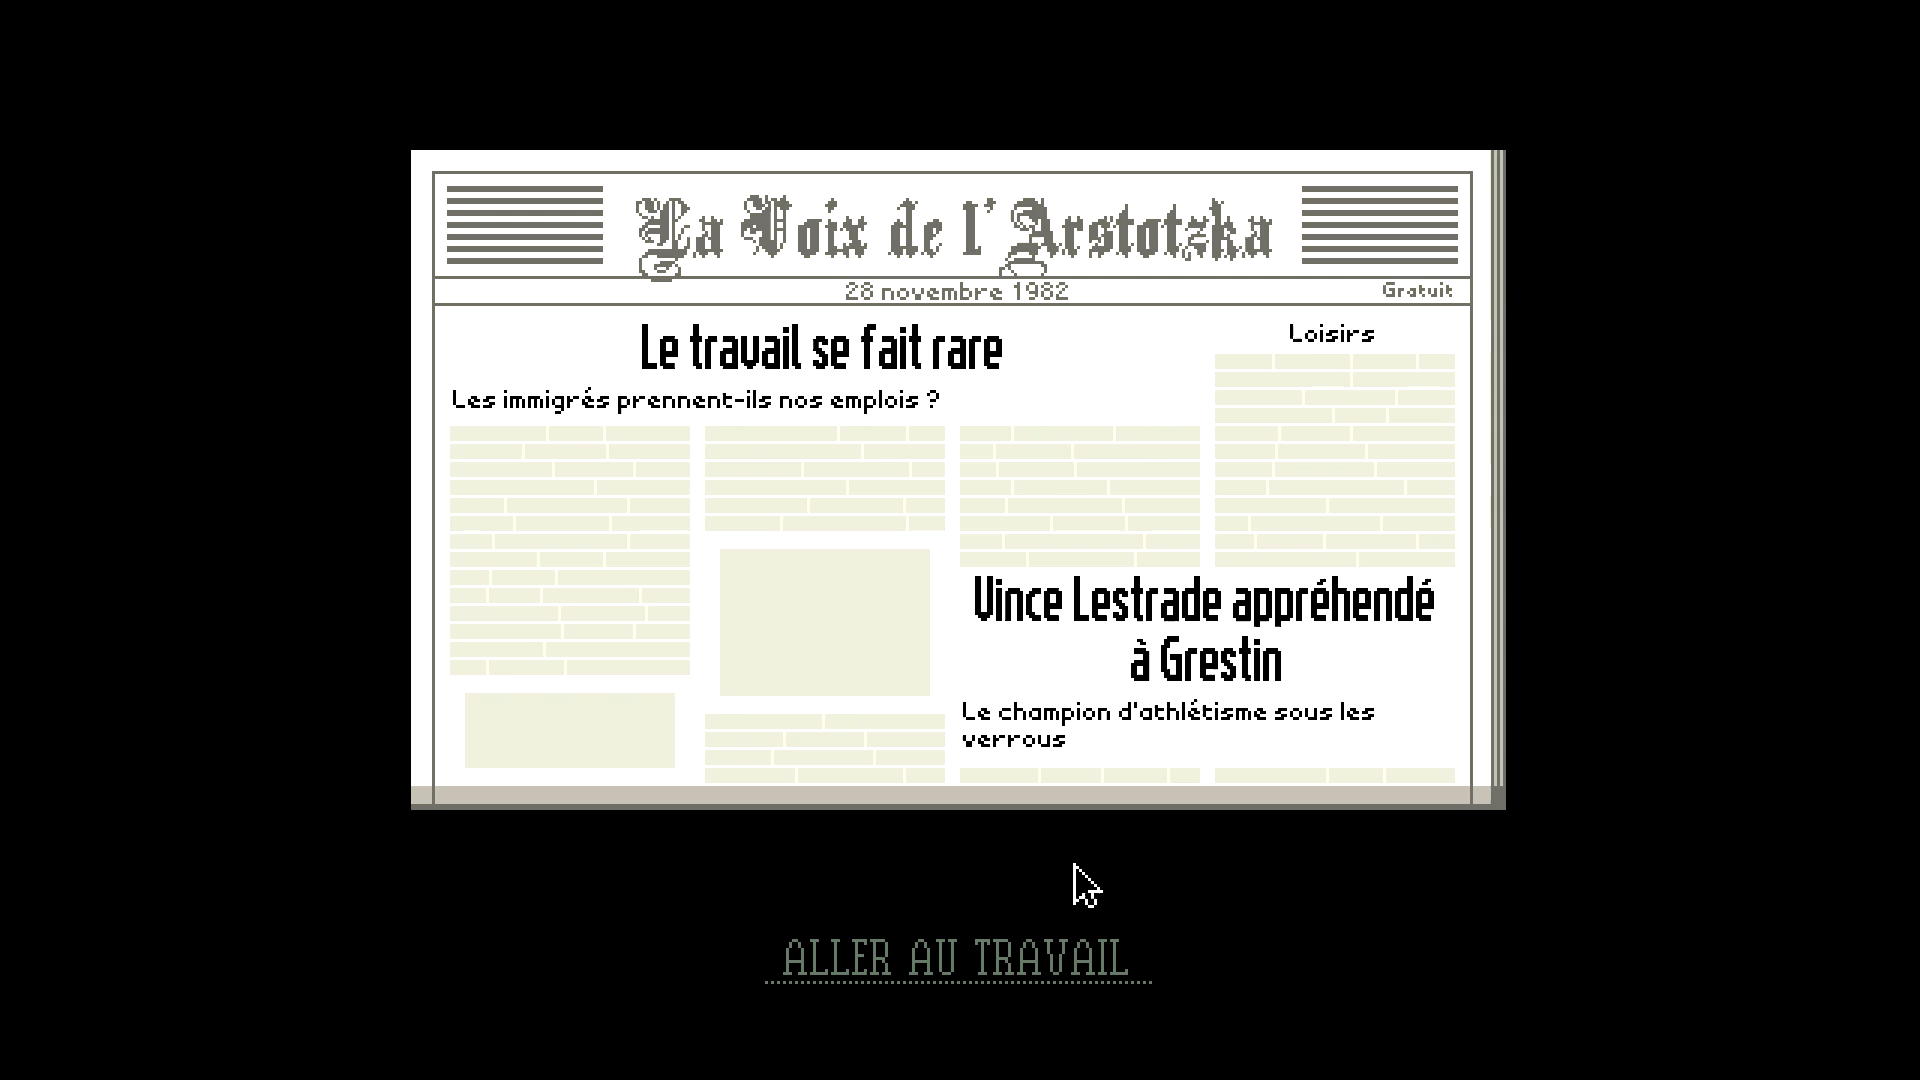 La Voix de l'Arstotzka
28 novembre 1982
Gratuit
Le travail se fait rare
Les immigrés prennent-ils nos emplois ?
Loisirs
Vince Lestrade appréhendé
à Grestin
Le champion d'athlétisme sous les
verrous
ALLER AU TRAVAIL